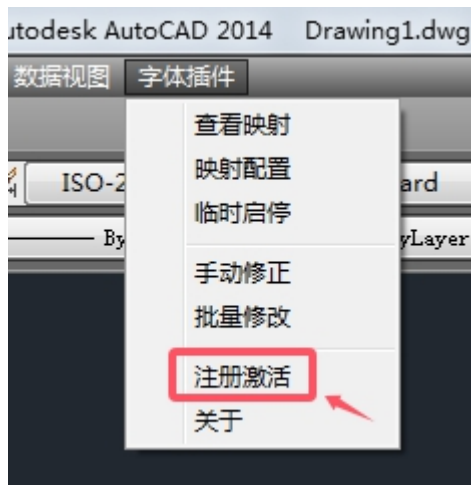 utodesk AutoCAD 2014 Drawing1.dwg
数据视图 字体插件
查看映射
ISO-2 映射配置 ard
临时启停
By yLayer
手动修正
批量修改
注册激活
关于